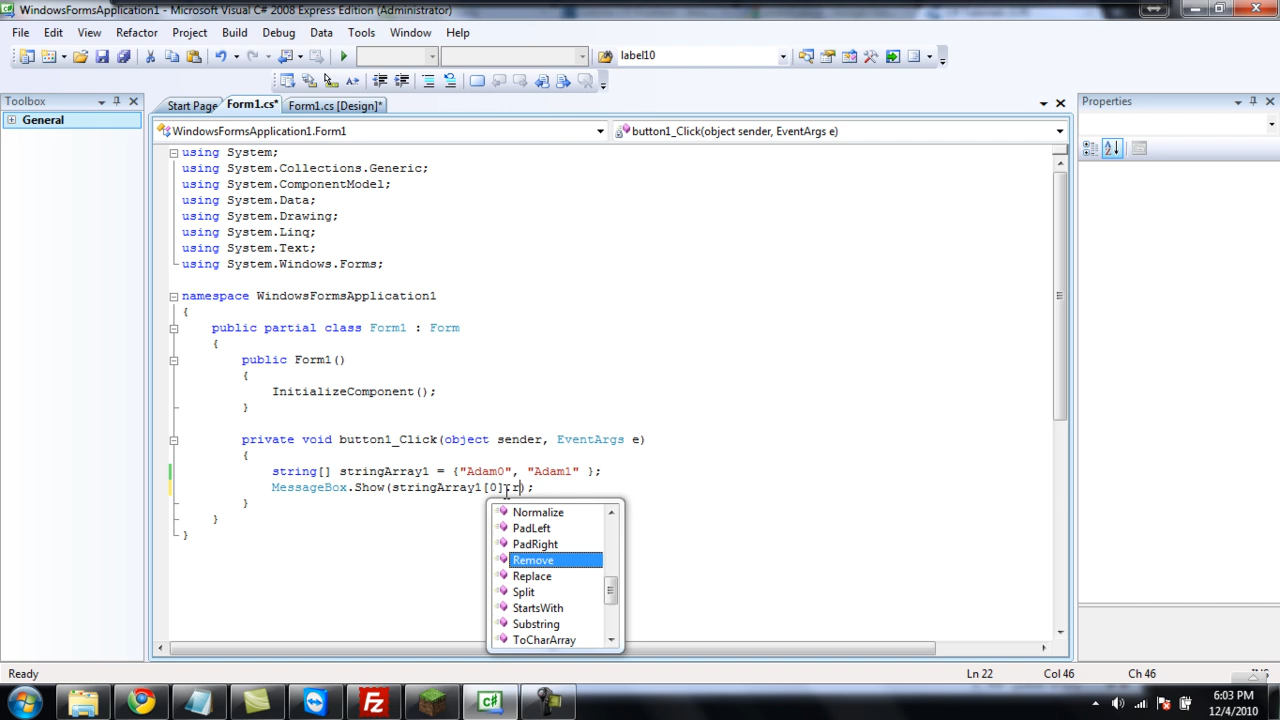 WindowsFormsApplication1 - Microsoft Visual C# 2008 Express Edition (Administrator)
File Edit View Refactor Project Build Debug Data Tools Window Help
label10
Toolbox
Start Page Form1.cs* Form1.cs [Design]*
Properties
General
WindowsFormsApplication1.Form1
button1_Click(object sender, EventArgs e)
using System;
using System.Collections.Generic;
using System.ComponentModel;
using System.Data;
using System.Drawing;
using System.Linq;
using System.Text;
using System.Windows.Forms;
namespace WindowsFormsApplication1
{
public partial class Form1 : Form
{
public Form1()
{
InitializeComponent();
}
private void button1_Click(object sender, EventArgs e)
{
string[] stringArray1 = {"Adam0", "Adam1" };
MessageBox.Show(stringArray1[0].r);
}
}
}
Normalize
PadLeft
PadRight
Remove
Replace
Split
StartsWith
Substring
ToCharArray
Ready
Ln 22 Col 46 Ch 46 INS
6:03 PM
12/4/2010